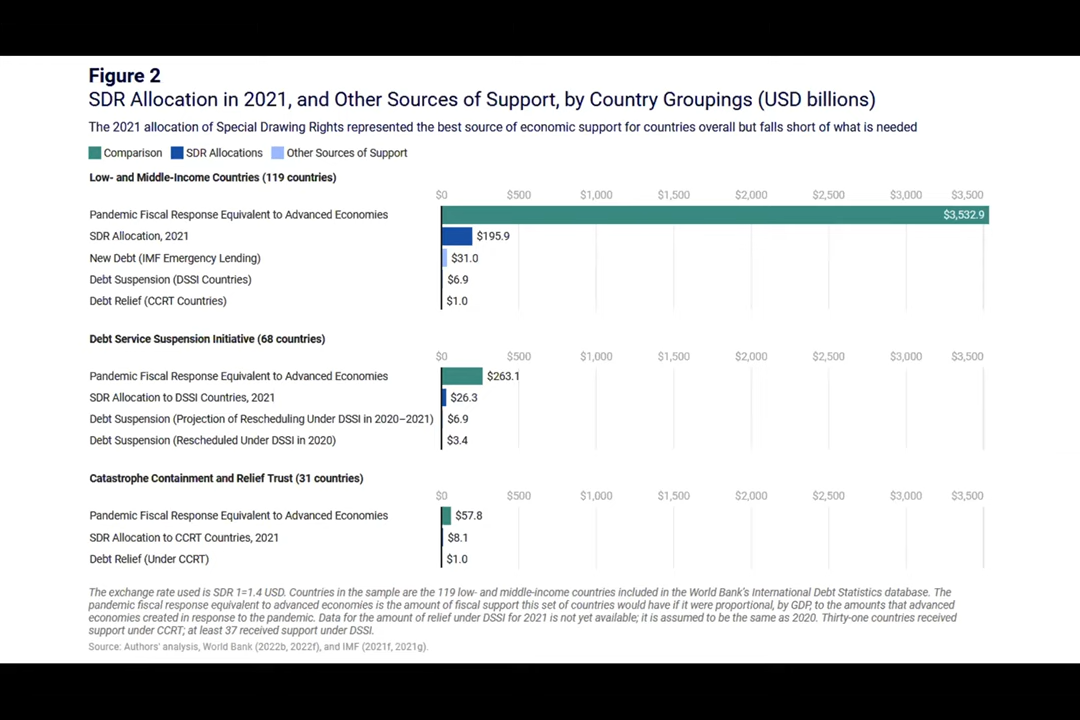 Figure 2
SDR Allocation in 2021, and Other Sources of Support, by Country Groupings (USD billions)
The 2021 allocation of Special Drawing Rights represented the best source of economic support for countries overall but falls short of what is needed
Comparison SDR Allocations Other Sources of Support
Low- and Middle-Income Countries (119 countries)
$0 $500 $1,000 $1,500 $2,000 $2,500 $3,000 $3,500
Pandemic Fiscal Response Equivalent to Advanced Economies $3,532.9
SDR Allocation, 2021 $195.9
New Debt (IMF Emergency Lending) $31.0
Debt Suspension (DSSI Countries) $6.9
Debt Relief (CCRT Countries) $1.0
Debt Service Suspension Initiative (68 countries)
$0 $500 $1,000 $1,500 $2,000 $2,500 $3,000 $3,500
Pandemic Fiscal Response Equivalent to Advanced Economies $263.1
SDR Allocation to DSSI Countries, 2021 $26.3
Debt Suspension (Projection of Rescheduling Under DSSI in 2020–2021) $6.9
Debt Suspension (Rescheduled Under DSSI in 2020) $3.4
Catastrophe Containment and Relief Trust (31 countries)
$0 $500 $1,000 $1,500 $2,000 $2,500 $3,000 $3,500
Pandemic Fiscal Response Equivalent to Advanced Economies $57.8
SDR Allocation to CCRT Countries, 2021 $8.1
Debt Relief (Under CCRT) $1.0
The exchange rate used is SDR 1=1.4 USD. Countries in the sample are the 119 low- and middle-income countries included in the World Bank's International Debt Statistics database. The
pandemic fiscal response equivalent to advanced economies is the amount of fiscal support this set of countries would have if it were proportional, by GDP, to the amounts that advanced
economies created in response to the pandemic. Data for the amount of relief under DSSI for 2021 is not yet available; it is assumed to be the same as 2020. Thirty-one countries received
support under CCRT; at least 37 received support under DSSI.
Source: Authors' analysis, World Bank (2022b, 2022f), and IMF (2021f, 2021g).